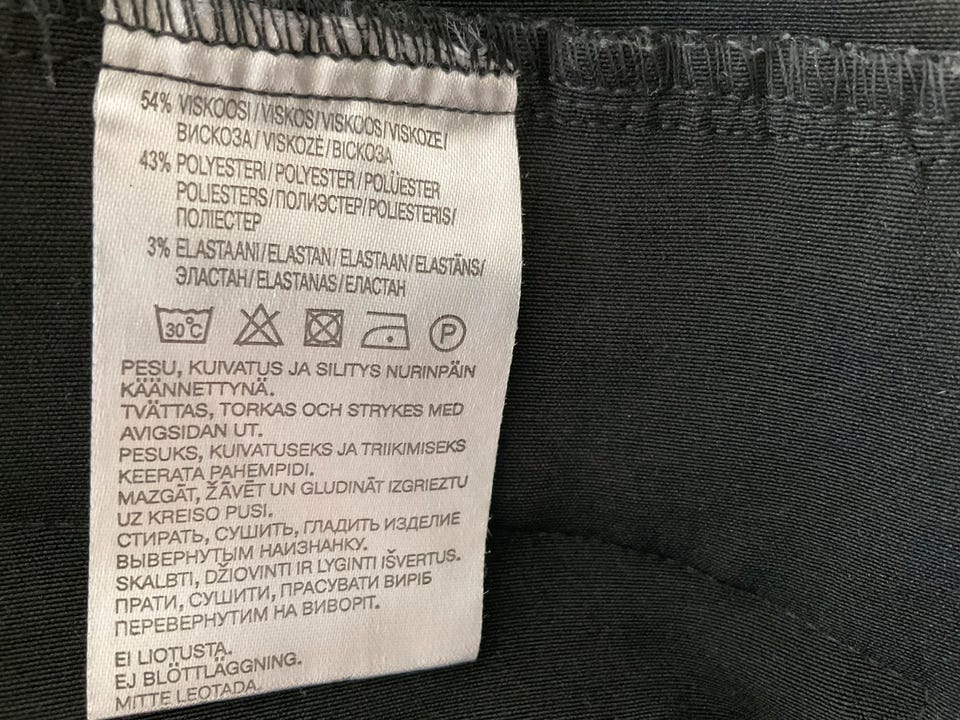 54% VISKOOSI/VISKOS/VISKOOS/VISKOZE/
ВИСКОЗА/VISKOZĖ/ВІСКОЗА
43% POLYESTERI/POLYESTER/POLÜESTER
POLIESTERS/ПОЛИЭСТЕР/POLIESTERIS/
ПОЛІЕСТЕР
3% ELASTAANI/ELASTAN/ELASTAAN/ELASTĀNS/
ЭЛАСТАН/ELASTANAS/ЕЛАСТАН
30°C P
PESU, KUIVATUS JA SILITYS NURINPÄIN
KÄÄNNETTYNÄ.
TVÄTTAS, TORKAS OCH STRYKES MED
AVIGSIDAN UT.
PESUKS, KUIVATUSEKS JA TRIIKIMISEKS
KEERATA PAHEMPIDI.
MAZGĀT, ŽĀVĒT UN GLUDINĀT IZGRIEZTU
UZ KREISO PUSI.
СТИРАТЬ, СУШИТЬ, ГЛАДИТЬ ИЗДЕЛИЕ
ВЫВЕРНУТЫМ НАИЗНАНКУ.
SKALBTI, DŽIOVINTI IR LYGINTI IŠVERTUS.
ПРАТИ, СУШИТИ, ПРАСУВАТИ ВИРІБ
ПЕРЕВЕРНУТИМ НА ВИВОРІТ.
EI LIOTUSTA.
EJ BLÖTLÄGGNING.
MITTE LEOTADA.